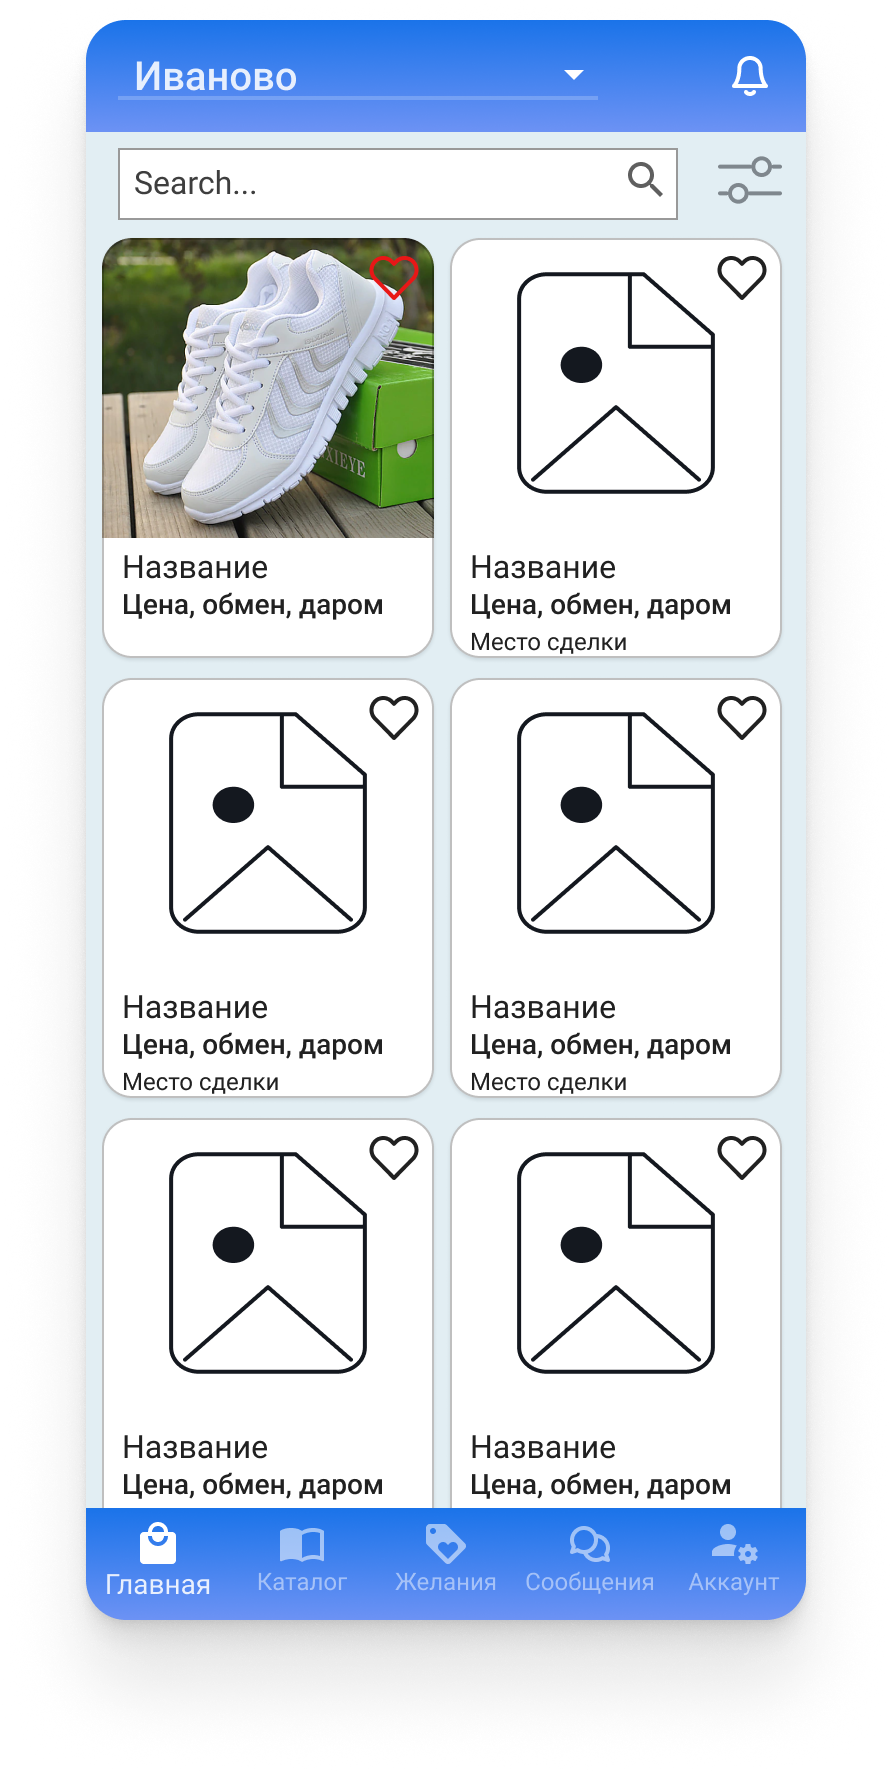 Иваново
Search...
XIEYE
Название
Цена, обмен, даром
Название
Цена, обмен, даром
Место сделки
Название
Цена, обмен, даром
Место сделки
Название
Цена, обмен, даром
Место сделки
Название
Цена, обмен, даром
Название
Цена, обмен, даром
Главная
Каталог
Желания
Сообщения
Аккаунт